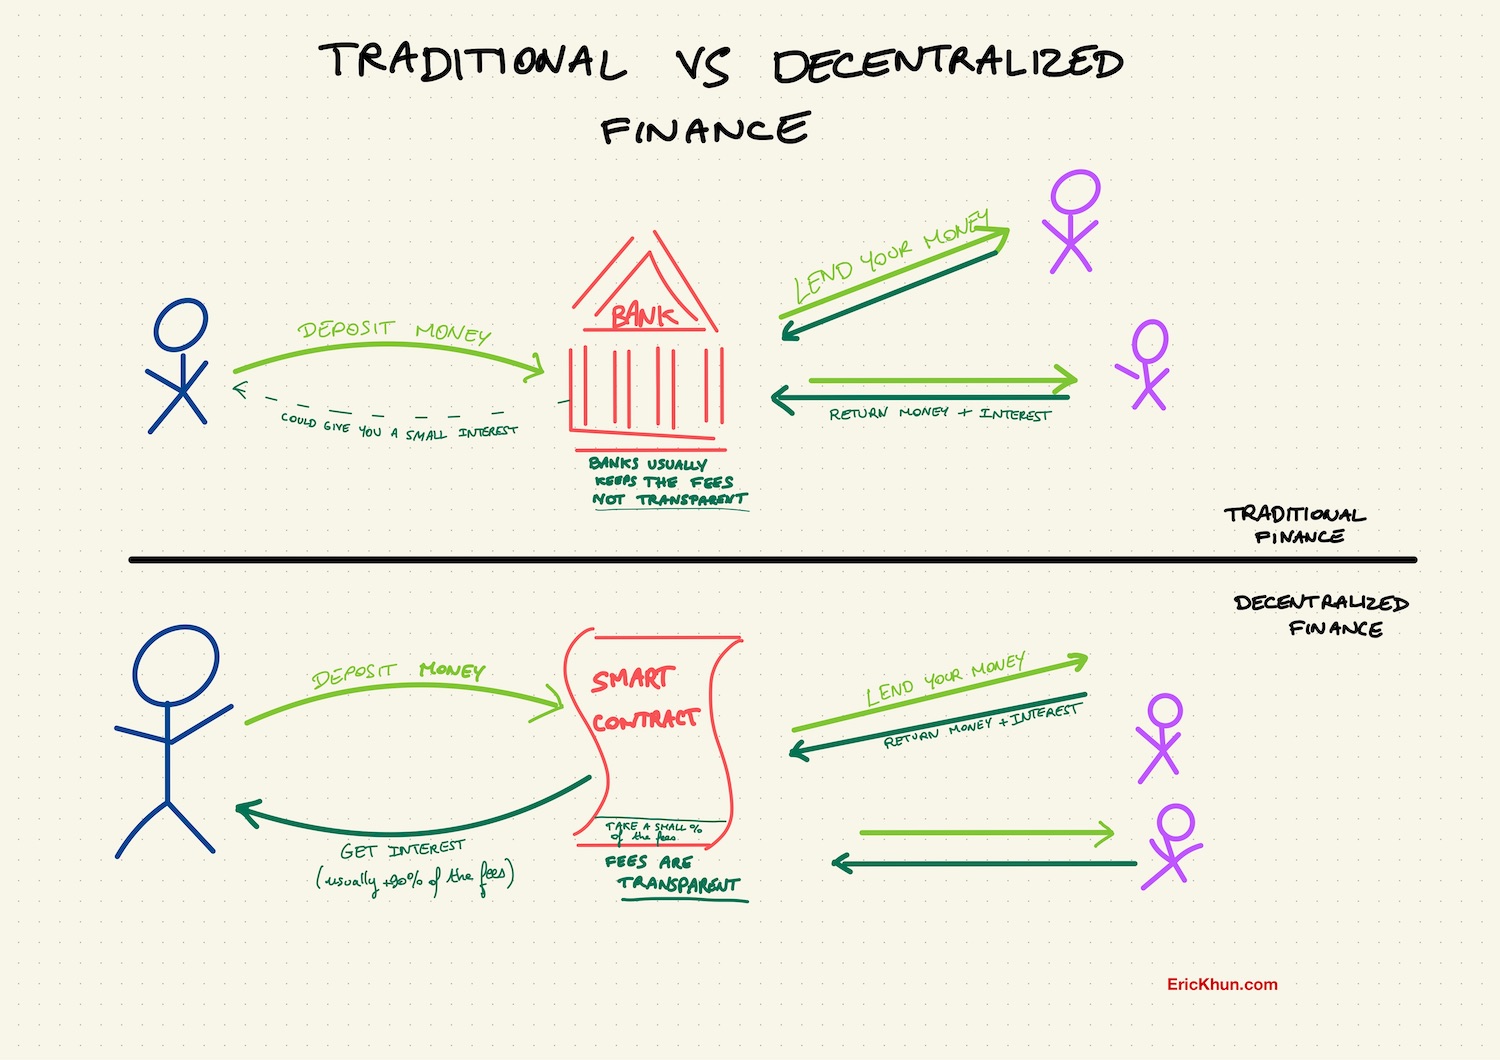 TRADITIONAL VS DECENTRALIZED
FINANCE
DEPOSIT MONEY
COULD GIVE YOU A SMALL INTEREST
BANK
BANKS USUALLY
KEEPS THE FEES
NOT TRANSPARENT
LEND YOUR MONEY
RETURN MONEY + INTEREST
TRADITIONAL
FINANCE
DECENTRALIZED
FINANCE
DEPOSIT MONEY
GET INTEREST
(usually +90% of the fees)
SMART
CONTRACT
TAKE A SMALL %
of the fees.
FEES ARE
TRANSPARENT
LEND YOUR MONEY
RETURN MONEY + INTEREST
EricKhun.com